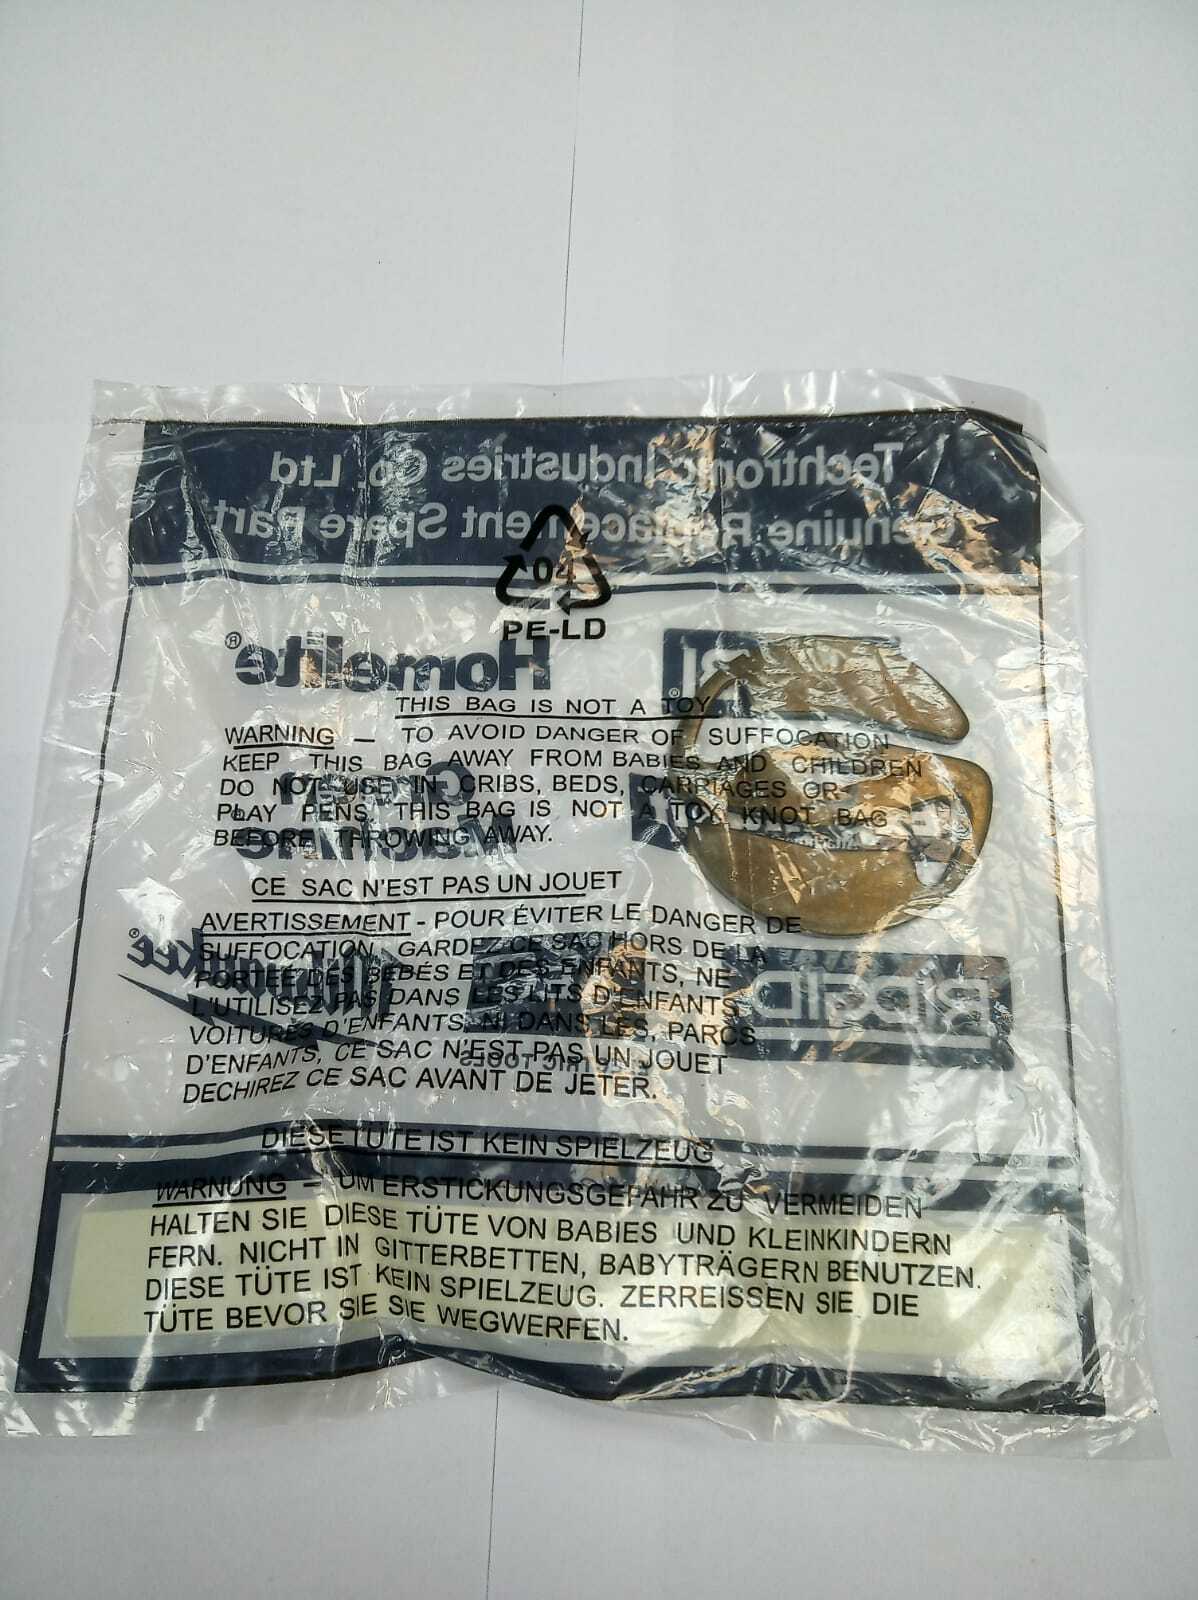 Techtronic Industries Co. Ltd
Genuine Replacement Spare Part
04
PE-LD
Homelite®
THIS BAG IS NOT A TOY
WARNING – TO AVOID DANGER OF SUFFOCATION
KEEP THIS BAG AWAY FROM BABIES AND CHILDREN
DO NOT USE IN CRIBS, BEDS, CARRIAGES OR
PLAY PENS. THIS BAG IS NOT A TOY KNOT BAG
BEFORE THROWING AWAY.
Green
Machine
CE SAC N'EST PAS UN JOUET
AVERTISSEMENT - POUR ÉVITER LE DANGER DE
SUFFOCATION, GARDEZ CE SAC HORS DE LA
PORTÉE DES BÉBÉS ET DES ENFANTS, NE
L'UTILISEZ PAS DANS LES LITS D'ENFANTS
VOITURES D'ENFANTS, NI DANS LES, PARCS
D'ENFANTS, CE SAC N'EST PAS UN JOUET
DECHIREZ CE SAC AVANT DE JETER.
RIDGID
Milwaukee®
TOOLS
DIESE TÜTE IST KEIN SPIELZEUG
WARNUNG – UM ERSTICKUNGSGEFAHR ZU VERMEIDEN
HALTEN SIE DIESE TÜTE VON BABIES UND KLEINKINDERN
FERN. NICHT IN GITTERBETTEN, BABYTRÄGERN BENUTZEN.
DIESE TÜTE IST KEIN SPIELZEUG. ZERREISSEN SIE DIE
TÜTE BEVOR SIE SIE WEGWERFEN.